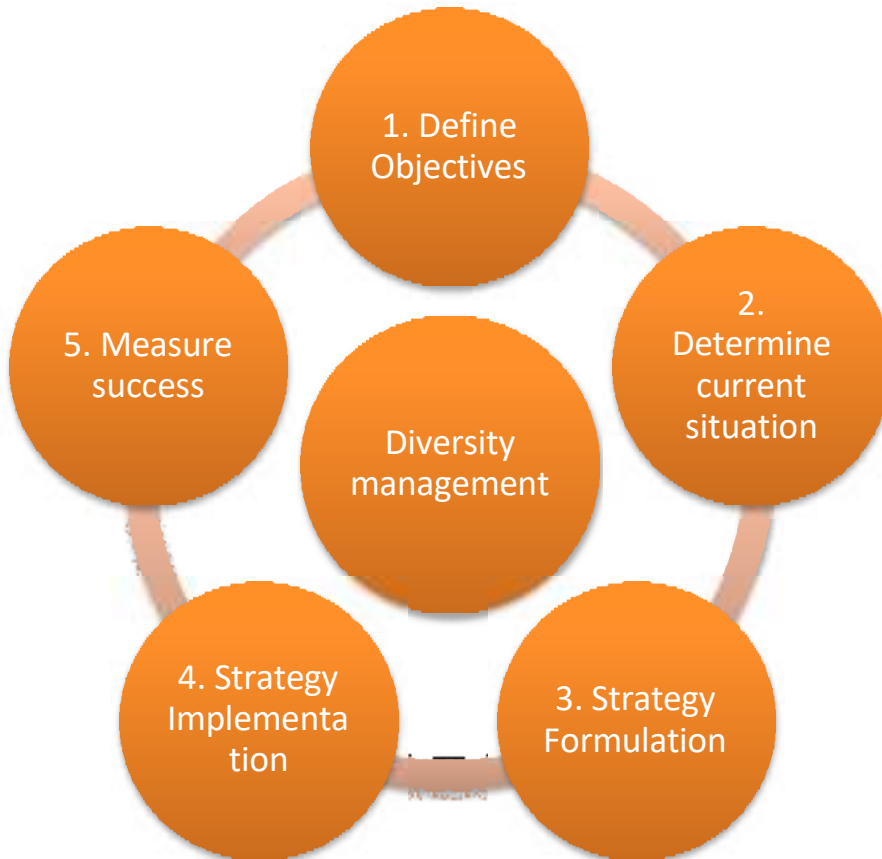 1. Define
Objectives
2.
Determine
current
situation
5. Measure
success
Diversity
management
4. Strategy
Implementa
tion
3. Strategy
Formulation